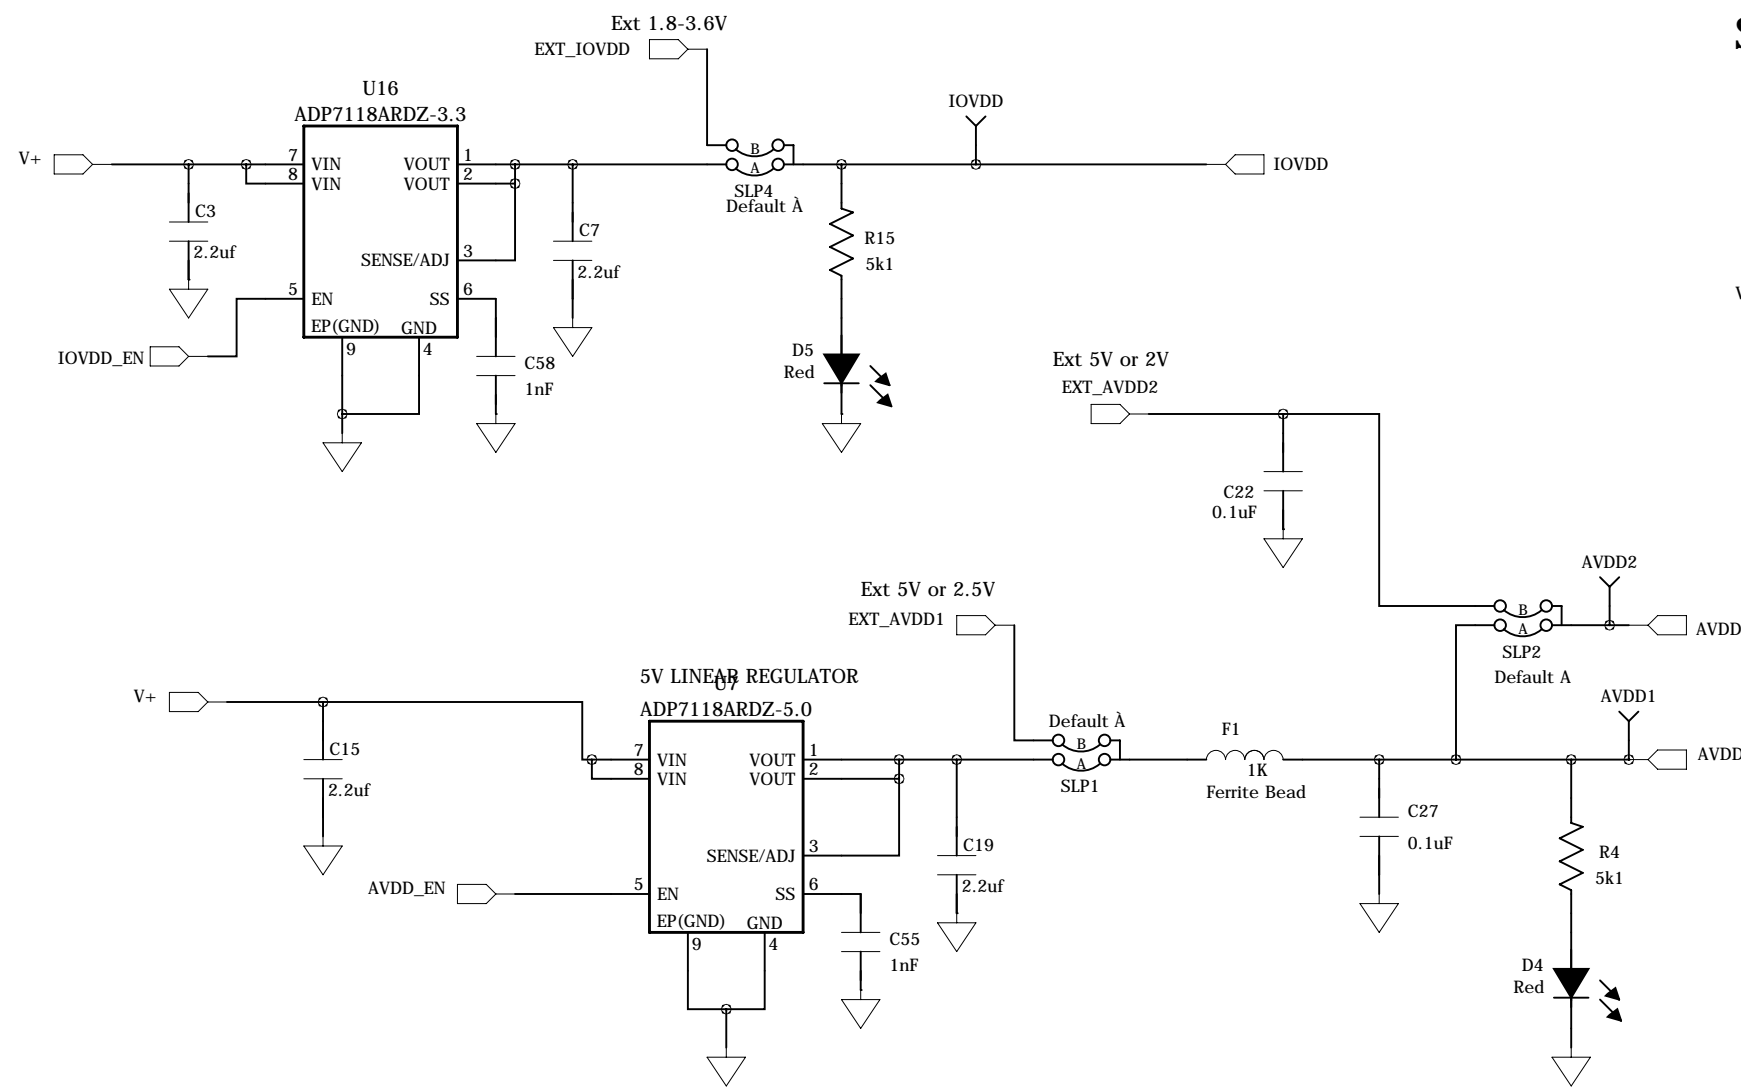 Ext 1.8-3.6V
EXT_IOVDD
U16
ADP7118ARDZ-3.3
IOVDD
V+
7 VIN VOUT 1
8 VIN VOUT 2
B
A
SLP4
Default À
IOVDD
C3
2.2uf
C7
2.2uf
R15
5k1
SENSE/ADJ 3
5 EN SS 6
EP(GND) GND
9 4
IOVDD_EN
C58
1nF
D5
Red
Ext 5V or 2V
EXT_AVDD2
C22
0.1uF
AVDD2
B
A
AVDD
SLP2
Default A
Ext 5V or 2.5V
EXT_AVDD1
5V LINEAR REGULATOR
U7
ADP7118ARDZ-5.0
V+
C15
2.2uf
7 VIN VOUT 1
8 VIN VOUT 2
Default À
B
A
SLP1
F1
1K
Ferrite Bead
AVDD1
AVDD
SENSE/ADJ 3
C19
2.2uf
C27
0.1uF
R4
5k1
AVDD_EN
5 EN SS 6
EP(GND) GND
9 4
C55
1nF
D4
Red